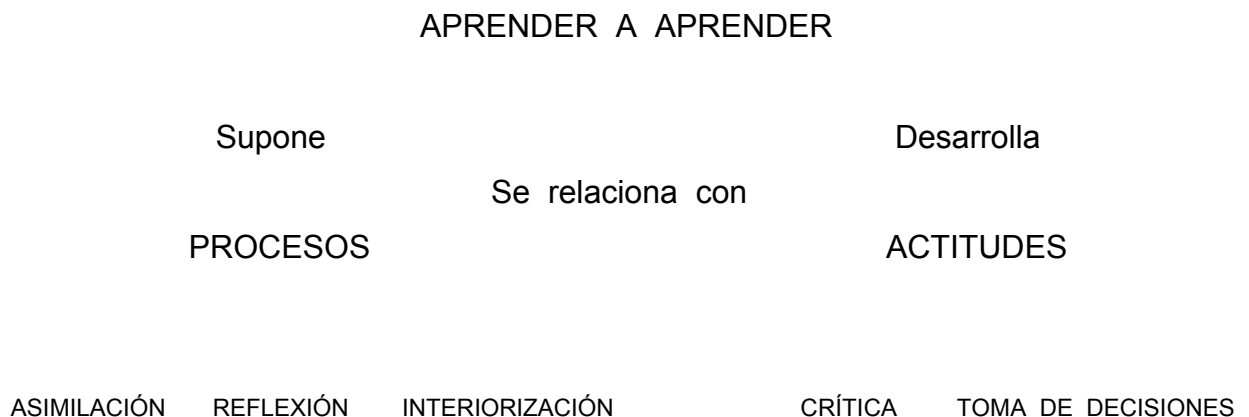 APRENDER A APRENDER
Supone Desarrolla
Se relaciona con
PROCESOS ACTITUDES
ASIMILACIÓN REFLEXIÓN INTERIORIZACIÓN CRÍTICA TOMA DE DECISIONES